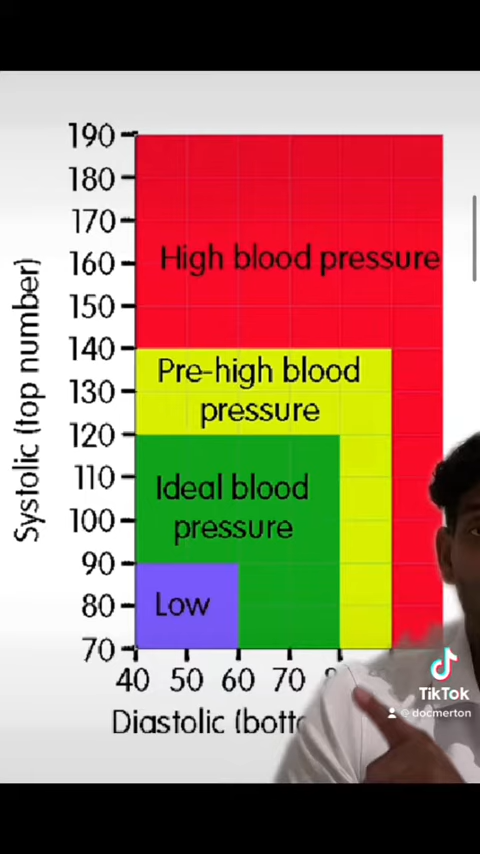 190
180
170
160
150
140
130
120
110
100
90
80
70
Systolic (top number)
High blood pressure
Pre-high blood
pressure
Ideal blood
pressure
Low
40 50 60 70
Diastolic (bott
TikTok
@docmerton